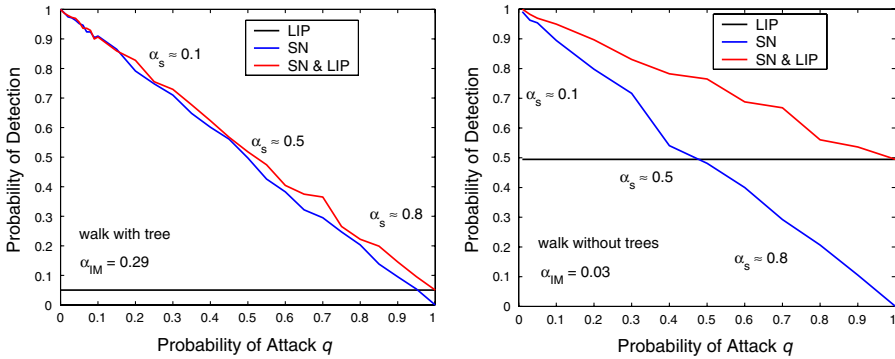 1
0.9
0.8
0.7
0.6
0.5
0.4
0.3
0.2
0.1
0
Probability of Detection
LIP
SN
SN & LIP
αs ≈ 0.1
αs ≈ 0.5
αs ≈ 0.8
walk with tree
αIM = 0.29
0 0.1 0.2 0.3 0.4 0.5 0.6 0.7 0.8 0.9 1
Probability of Attack q
1
0.9
0.8
0.7
0.6
0.5
0.4
0.3
0.2
0.1
0
Probability of Detection
LIP
SN
SN & LIP
αs ≈ 0.1
αs ≈ 0.5
αs ≈ 0.8
walk without trees
αIM = 0.03
0 0.1 0.2 0.3 0.4 0.5 0.6 0.7 0.8 0.9 1
Probability of Attack q